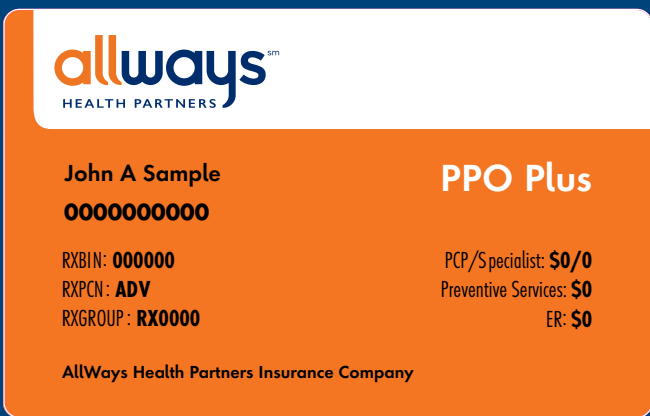 allways℠
HEALTH PARTNERS
John A Sample
0000000000
PPO Plus
RXBIN: 000000
RXPCN: ADV
RXGROUP: RX0000
PCP/Specialist: $0/0
Preventive Services: $0
ER: $0
AllWays Health Partners Insurance Company